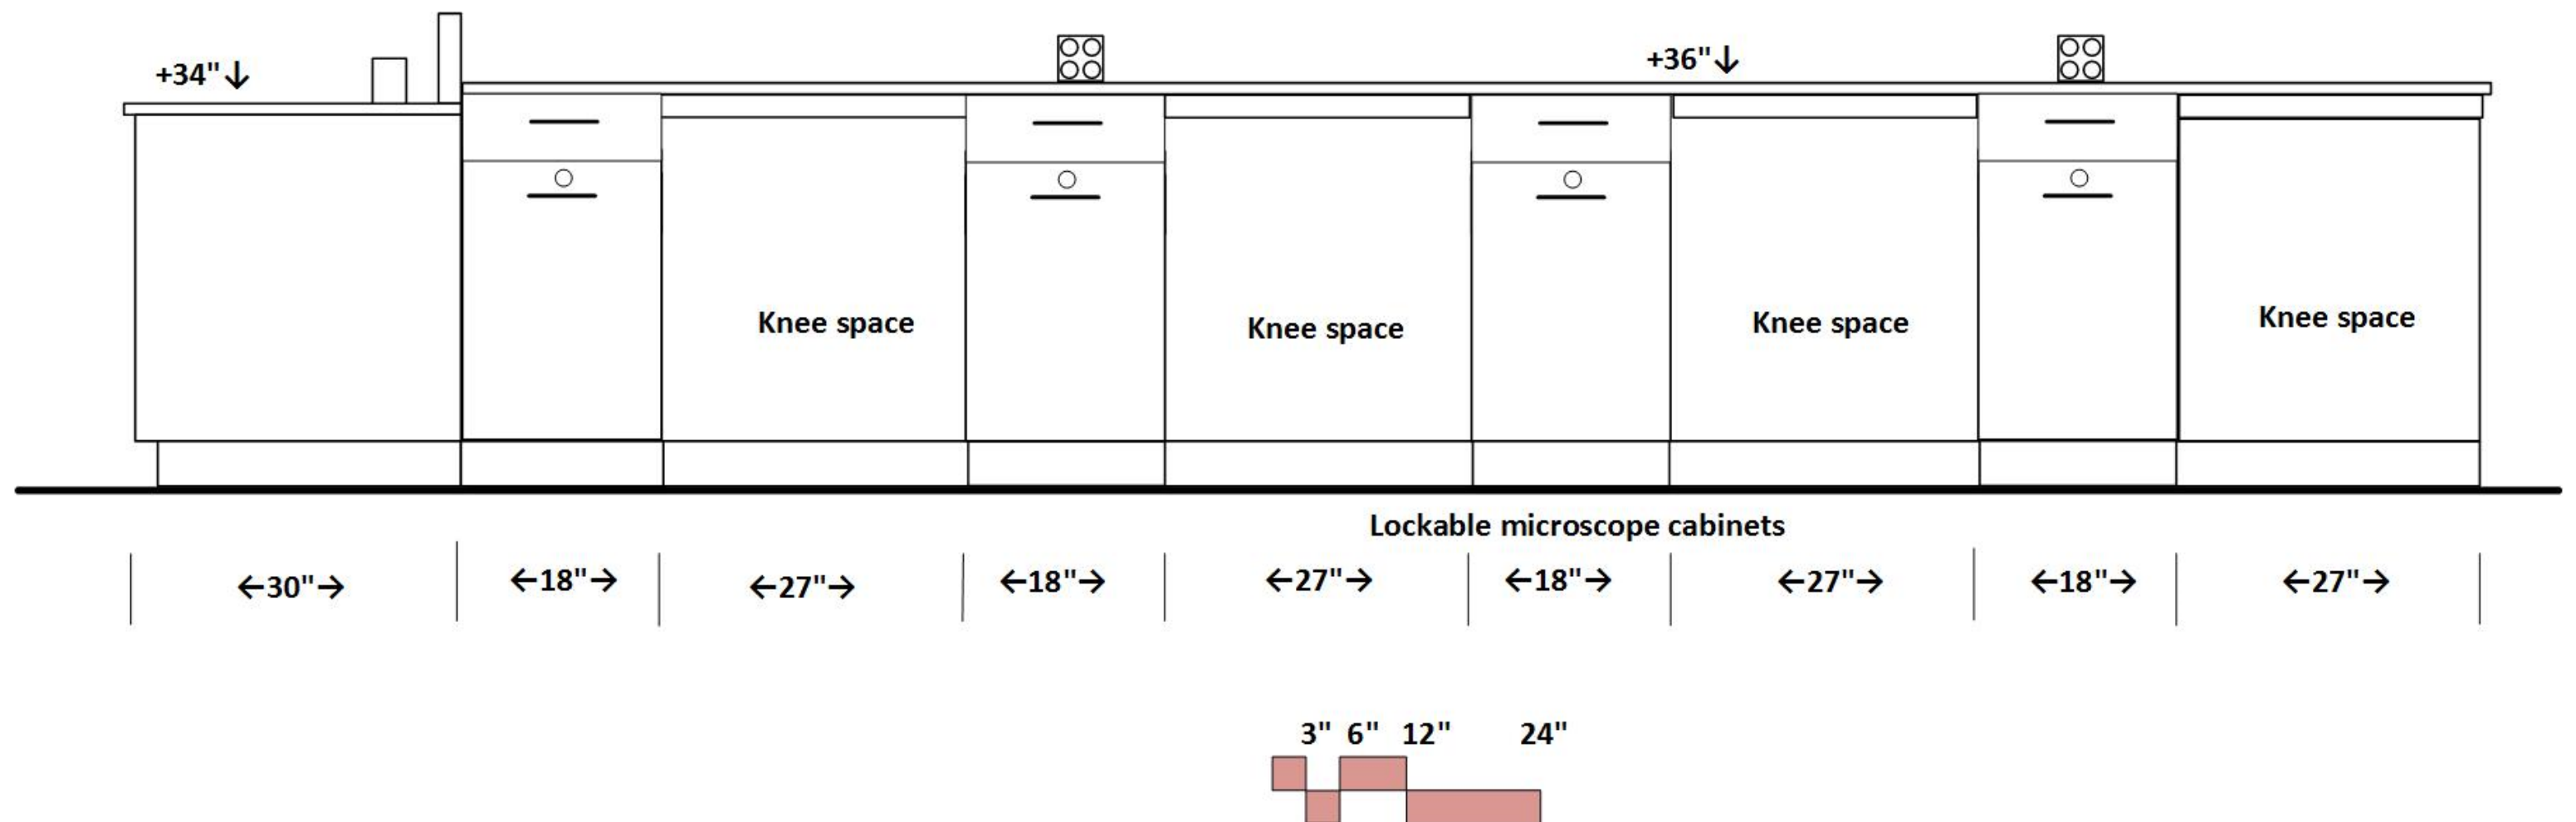 +34"↓
+36"↓
Knee space
Knee space
Knee space
Knee space
Lockable microscope cabinets
←30"→ ←18"→ ←27"→ ←18"→ ←27"→ ←18"→ ←27"→ ←18"→ ←27"→
3" 6" 12" 24"